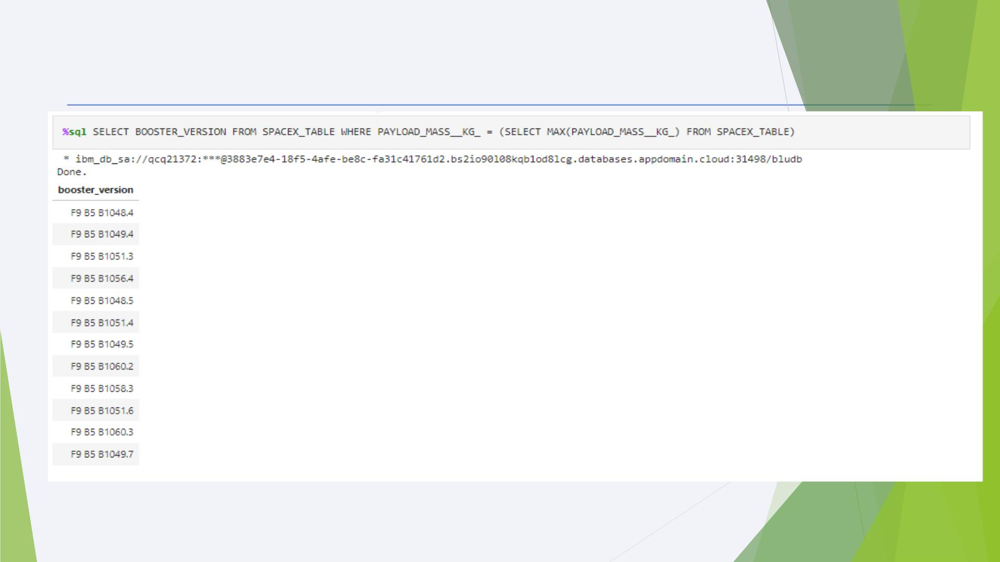 %sql SELECT BOOSTER_VERSION FROM SPACEX_TABLE WHERE PAYLOAD_MASS__KG_ = (SELECT MAX(PAYLOAD_MASS__KG_) FROM SPACEX_TABLE)
* ibm_db_sa://qcq21372:***@3883e7e4-18f5-4afe-be8c-fa31c41761d2.bs2io90l08kqb1od8lcg.databases.appdomain.cloud:31498/bludb
Done.
booster_version
F9 B5 B1048.4
F9 B5 B1049.4
F9 B5 B1051.3
F9 B5 B1056.4
F9 B5 B1048.5
F9 B5 B1051.4
F9 B5 B1049.5
F9 B5 B1060.2
F9 B5 B1058.3
F9 B5 B1051.6
F9 B5 B1060.3
F9 B5 B1049.7